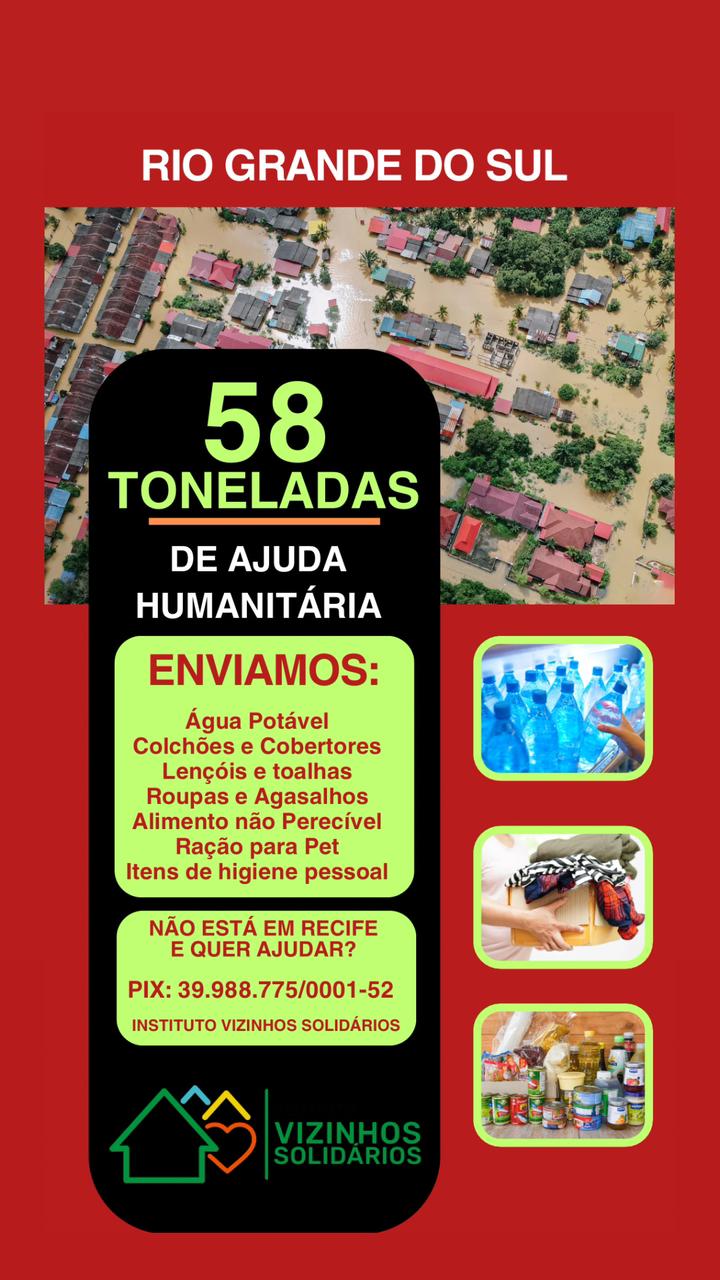 RIO GRANDE DO SUL
58
TONELADAS
DE AJUDA
HUMANITÁRIA
ENVIAMOS:
Água Potável
Colchões e Cobertores
Lençóis e toalhas
Roupas e Agasalhos
Alimento não Perecível
Ração para Pet
Itens de higiene pessoal
NÃO ESTÁ EM RECIFE
E QUER AJUDAR?
PIX: 39.988.775/0001-52
INSTITUTO VIZINHOS SOLIDÁRIOS
VIZINHOS
SOLIDÁRIOS